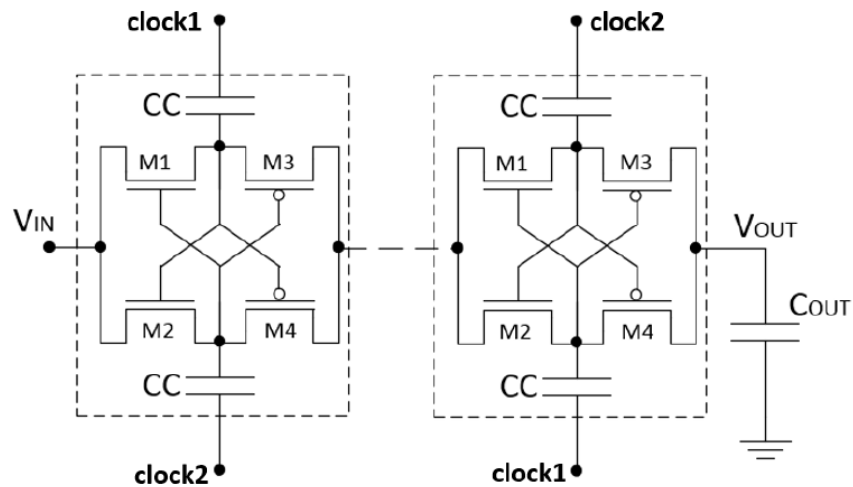 clock1 clock2
CC CC
M1 M3 M1 M3
VIN VOUT
COUT
M2 M4 M2 M4
CC CC
clock2 clock1